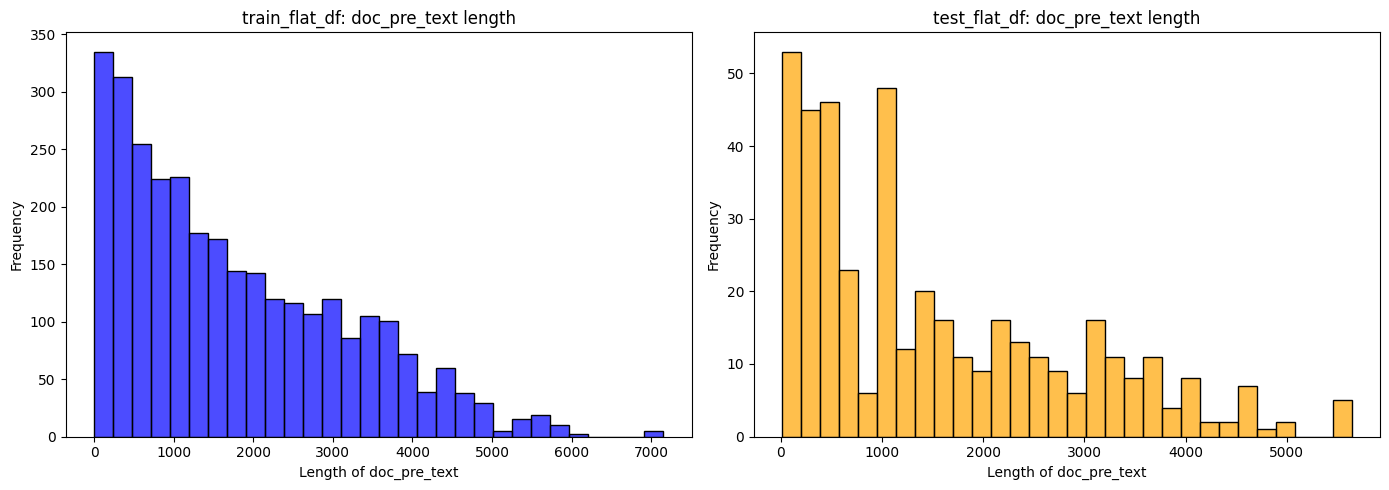 train_flat_df: doc_pre_text length
350
300
250
200
150
100
50
0
Frequency
0 1000 2000 3000 4000 5000 6000 7000
Length of doc_pre_text
test_flat_df: doc_pre_text length
50
40
30
20
10
0
Frequency
0 1000 2000 3000 4000 5000
Length of doc_pre_text